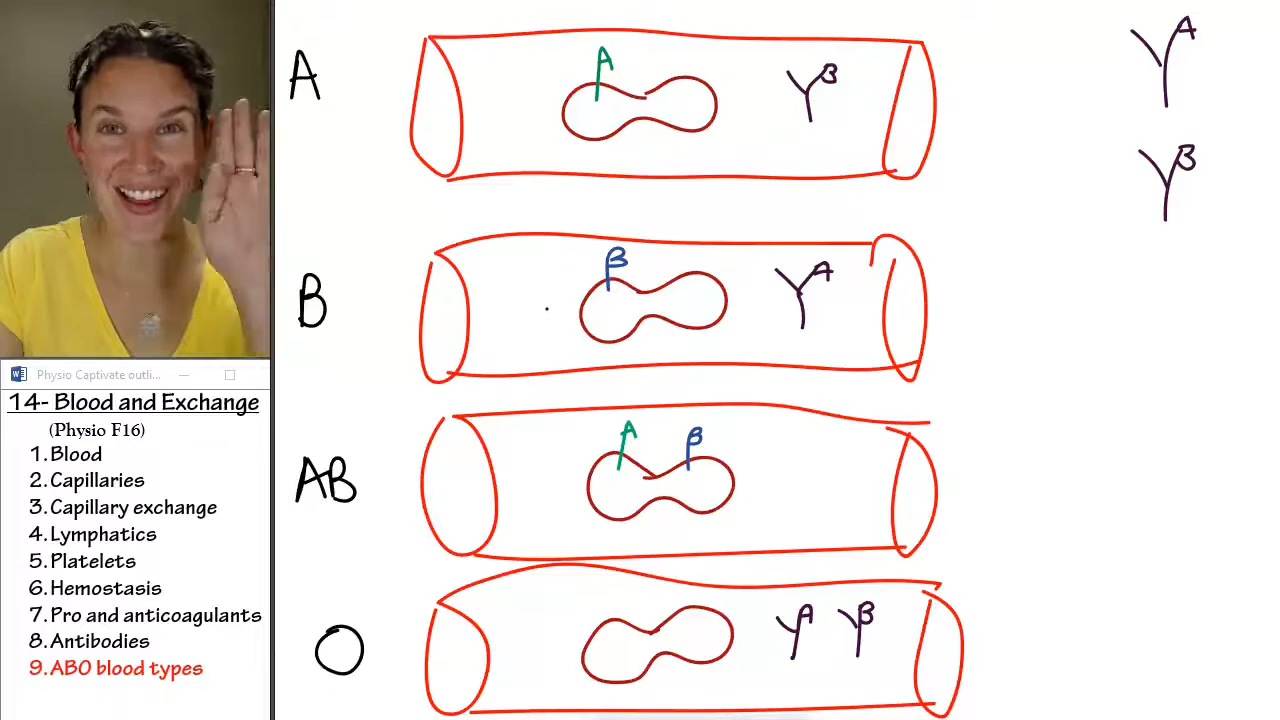 Physio Captivate outli...
14- Blood and Exchange
(Physio F16)
1. Blood
2. Capillaries
3. Capillary exchange
4. Lymphatics
5. Platelets
6. Hemostasis
7. Pro and anticoagulants
8. Antibodies
9. ABO blood types
A
A
B
B
B
A
AB
A
B
O
A
B
A
B